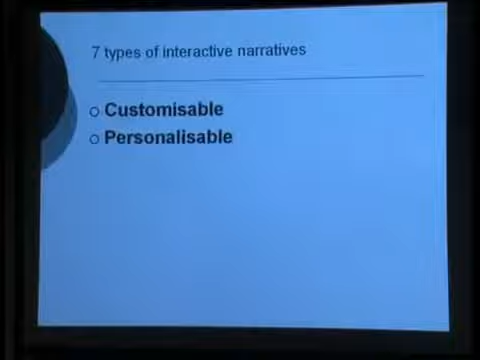 7 types of interactive narratives
Customisable
Personalisable